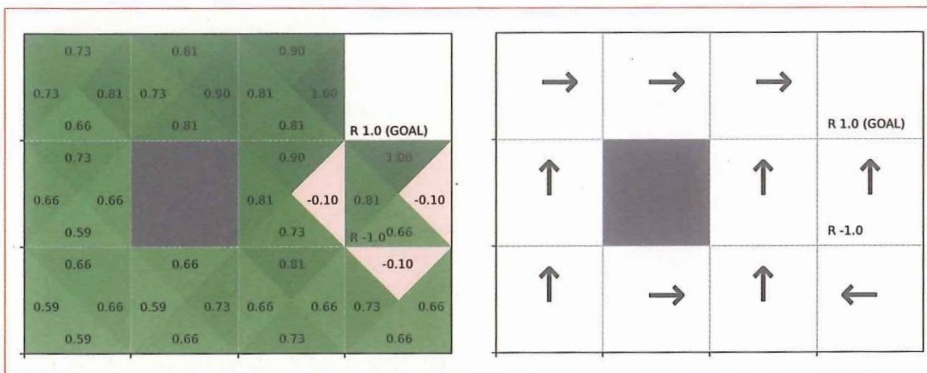 0.73 0.81 0.90
0.73 0.81 0.73 0.90 0.81 1.00
0.66 0.81 0.81 R 1.0 (GOAL) R 1.0 (GOAL)
0.73 0.90 1.00
0.66 0.66 0.81 -0.10 0.81 -0.10
0.59 0.73 R -1.0 0.66 R -1.0
0.66 0.66 0.81 -0.10
0.59 0.66 0.59 0.73 0.66 0.66 0.73 0.66
0.59 0.66 0.73 0.66